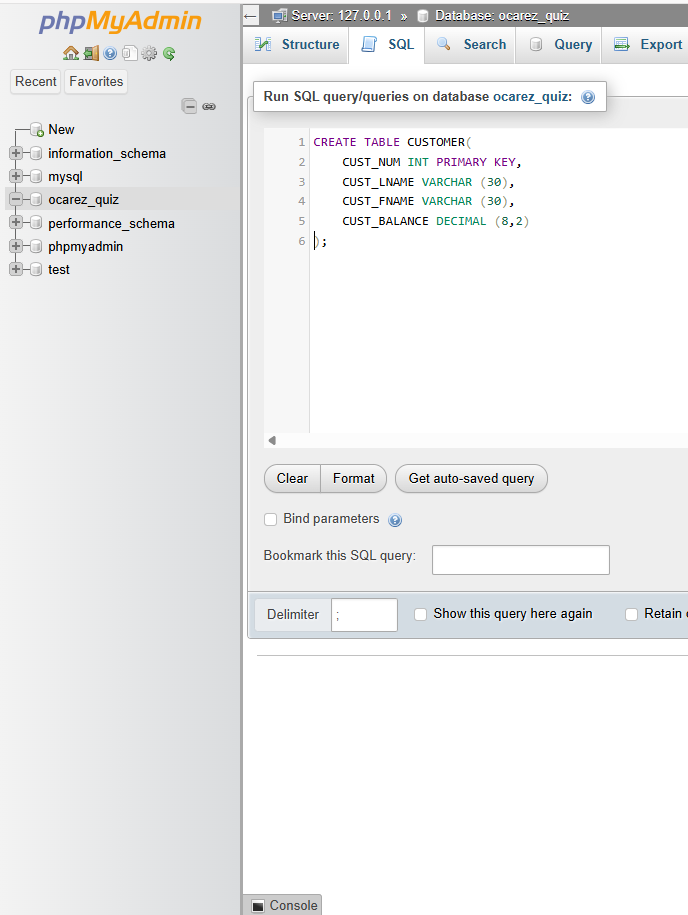 phpMyAdmin
Recent Favorites
New
information_schema
mysql
ocarez_quiz
performance_schema
phpmyadmin
test
Server: 127.0.0.1 » Database: ocarez_quiz
Structure SQL Search Query Export
Run SQL query/queries on database ocarez_quiz:
1 CREATE TABLE CUSTOMER(
2 CUST_NUM INT PRIMARY KEY,
3 CUST_LNAME VARCHAR (30),
4 CUST_FNAME VARCHAR (30),
5 CUST_BALANCE DECIMAL (8,2)
6 );
Clear Format Get auto-saved query
Bind parameters
Bookmark this SQL query:
Delimiter ; Show this query here again Retain
Console